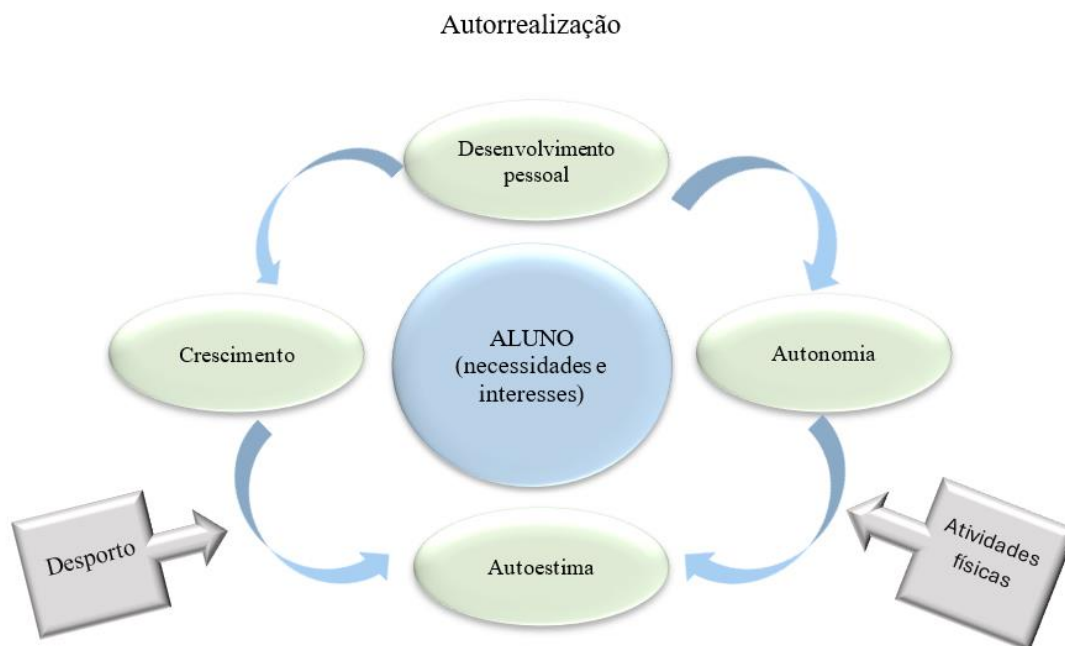 Autorrealização
Desenvolvimento
pessoal
Crescimento
ALUNO
(necessidades e
interesses)
Autonomia
Desporto
Autoestima
Atividades
físicas